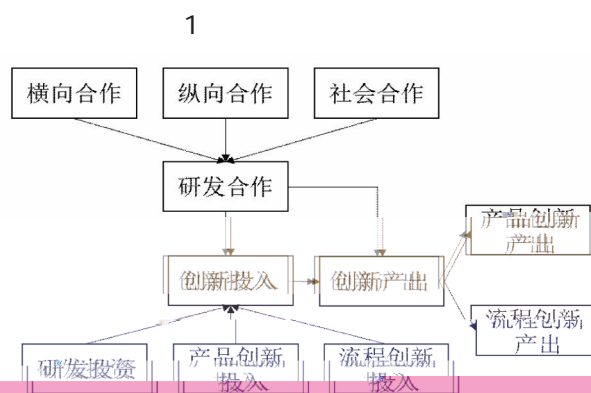 1
横向合作
纵向合作
社会合作
研发合作
产品创新
产出
创新投入
创新产出
流程创新
产出
研发投资
产品创新
投入
流程创新
投入